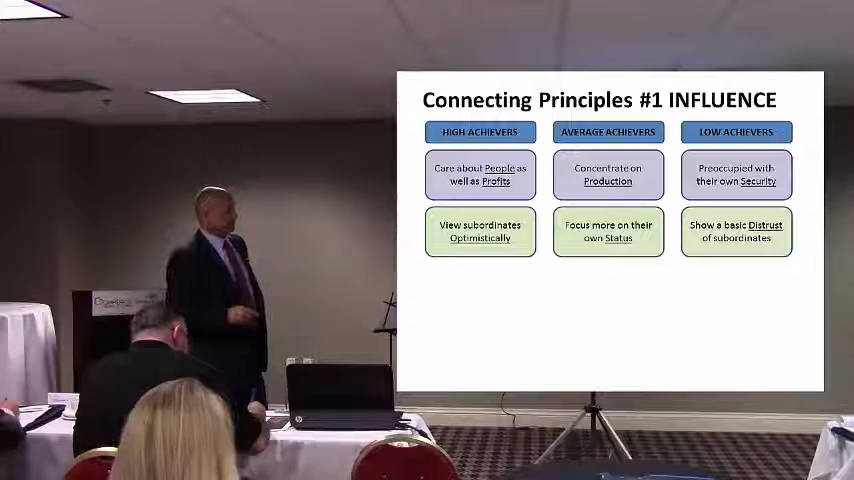 Connecting Principles #1 INFLUENCE
HIGH ACHIEVERS
AVERAGE ACHIEVERS
LOW ACHIEVERS
Care about People as
well as Profits
Concentrate on
Production
Preoccupied with
their own Security
View subordinates
Optimistically
Focus more on their
own Status
Show a basic Distrust
of subordinates